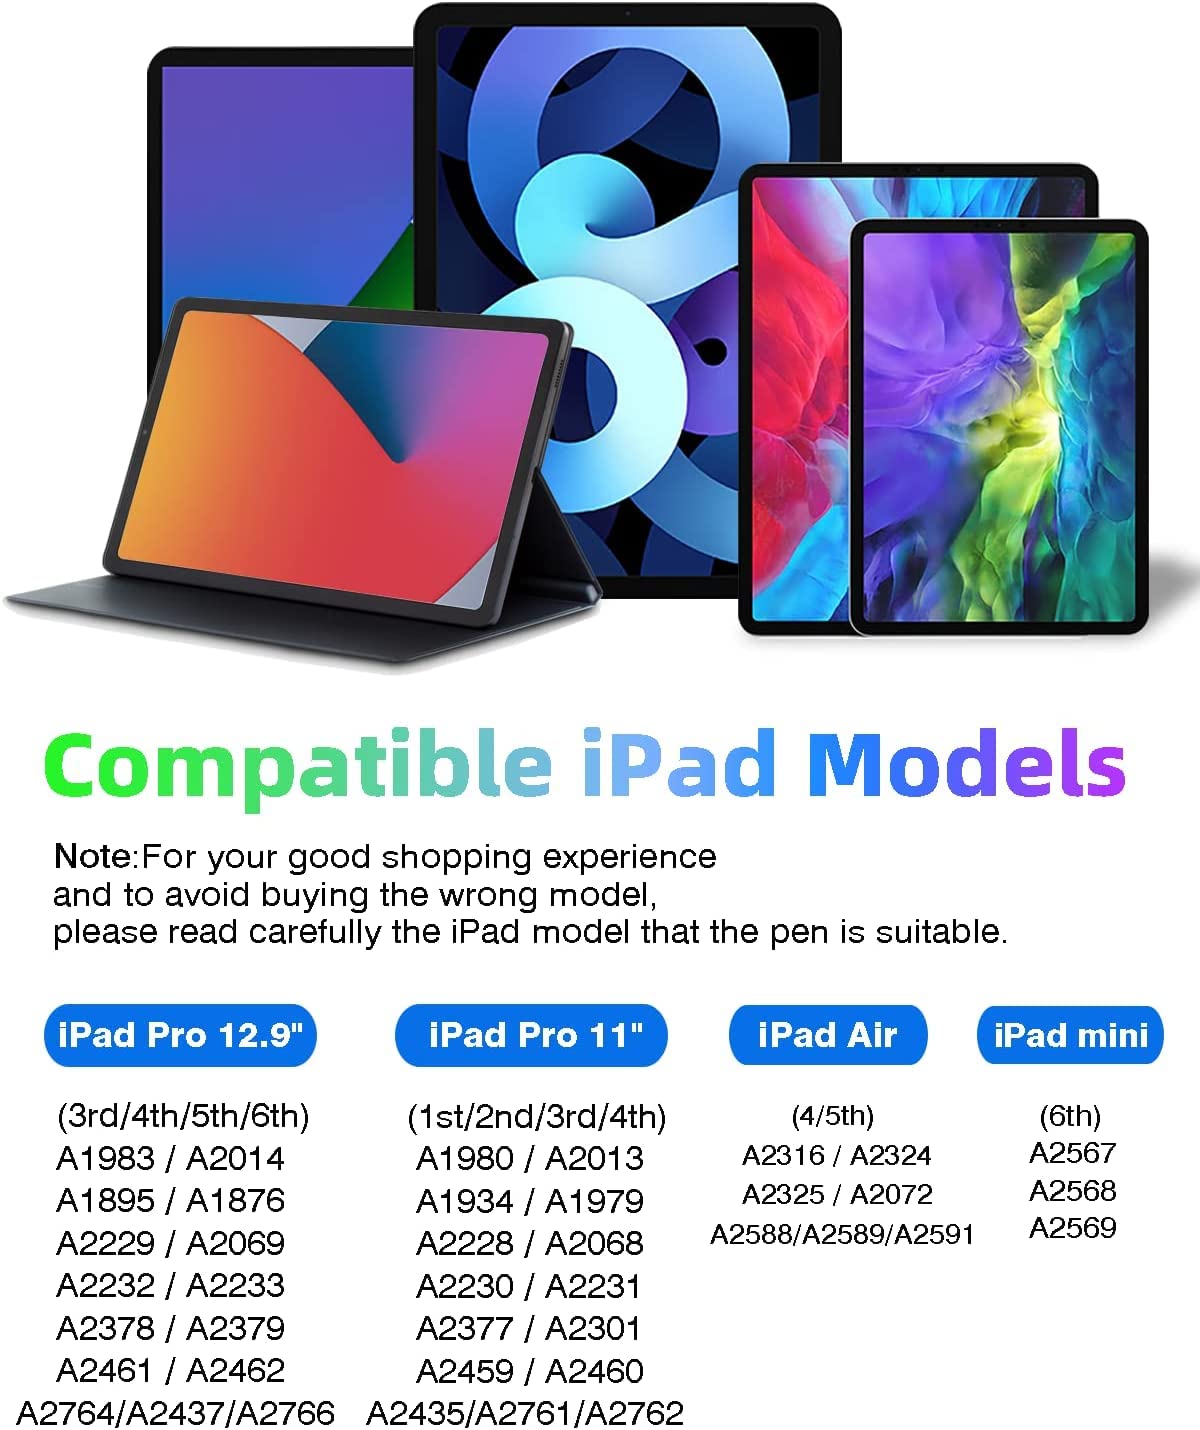 Compatible iPad Models
Note:For your good shopping experience
and to avoid buying the wrong model,
please read carefully the iPad model that the pen is suitable.
iPad Pro 12.9"
(3rd/4th/5th/6th)
A1983 / A2014
A1895 / A1876
A2229 / A2069
A2232 / A2233
A2378 / A2379
A2461 / A2462
A2764/A2437/A2766
iPad Pro 11"
(1st/2nd/3rd/4th)
A1980 / A2013
A1934 / A1979
A2228 / A2068
A2230 / A2231
A2377 / A2301
A2459 / A2460
A2435/A2761/A2762
iPad Air
(4/5th)
A2316 / A2324
A2325 / A2072
A2588/A2589/A2591
iPad mini
(6th)
A2567
A2568
A2569